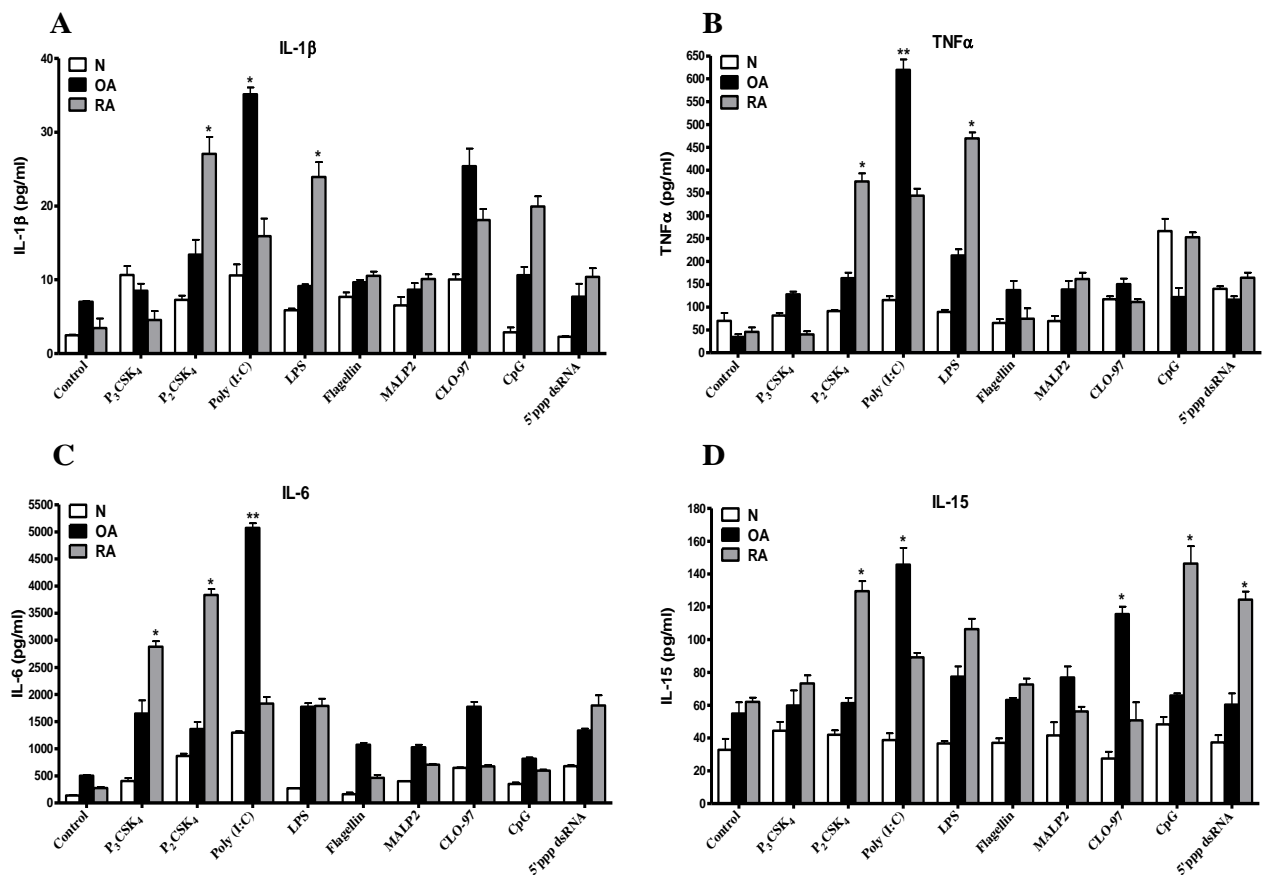 A
IL-1β
N
OA
RA
IL-1β (pg/ml)
40
30
20
10
0
*
*
*
Control
P₃CSK₄
P₂CSK₄
Poly (I:C)
LPS
Flagellin
MALP2
CLO-97
CpG
5'ppp dsRNA
B
TNFα
N
OA
RA
TNFα (pg/ml)
650
600
550
500
450
400
350
300
250
200
150
100
50
0
*
**
*
Control
P₃CSK₄
P₂CSK₄
Poly (I:C)
LPS
Flagellin
MALP2
CLO-97
CpG
5'ppp dsRNA
C
IL-6
N
OA
RA
IL-6 (pg/ml)
5500
5000
4500
4000
3500
3000
2500
2000
1500
1000
500
0
*
*
**
Control
P₃CSK₄
P₂CSK₄
Poly (I:C)
LPS
Flagellin
MALP2
CLO-97
CpG
5'ppp dsRNA
D
IL-15
N
OA
RA
IL-15 (pg/ml)
180
160
140
120
100
80
60
40
20
0
*
*
*
*
*
Control
P₃CSK₄
P₂CSK₄
Poly (I:C)
LPS
Flagellin
MALP2
CLO-97
CpG
5'ppp dsRNA